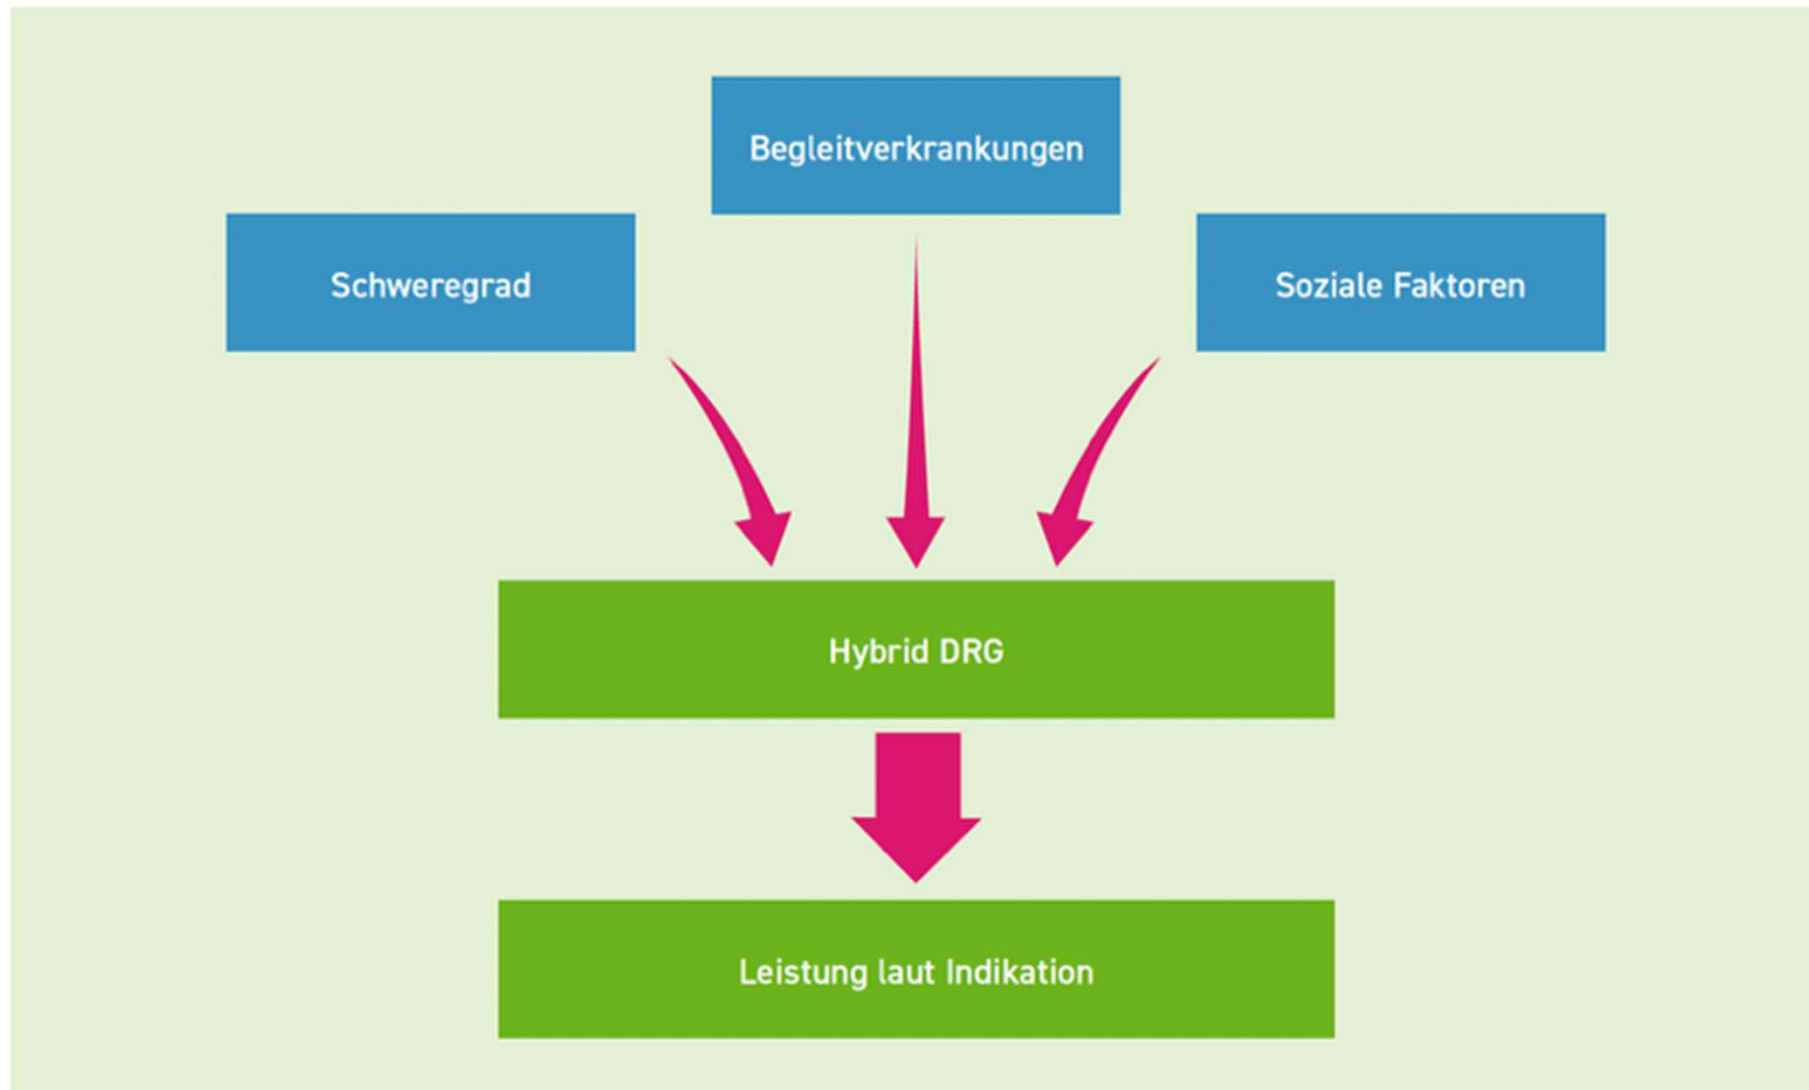 Begleitverkrankungen
Schweregrad
Soziale Faktoren
Hybrid DRG
Leistung laut Indikation